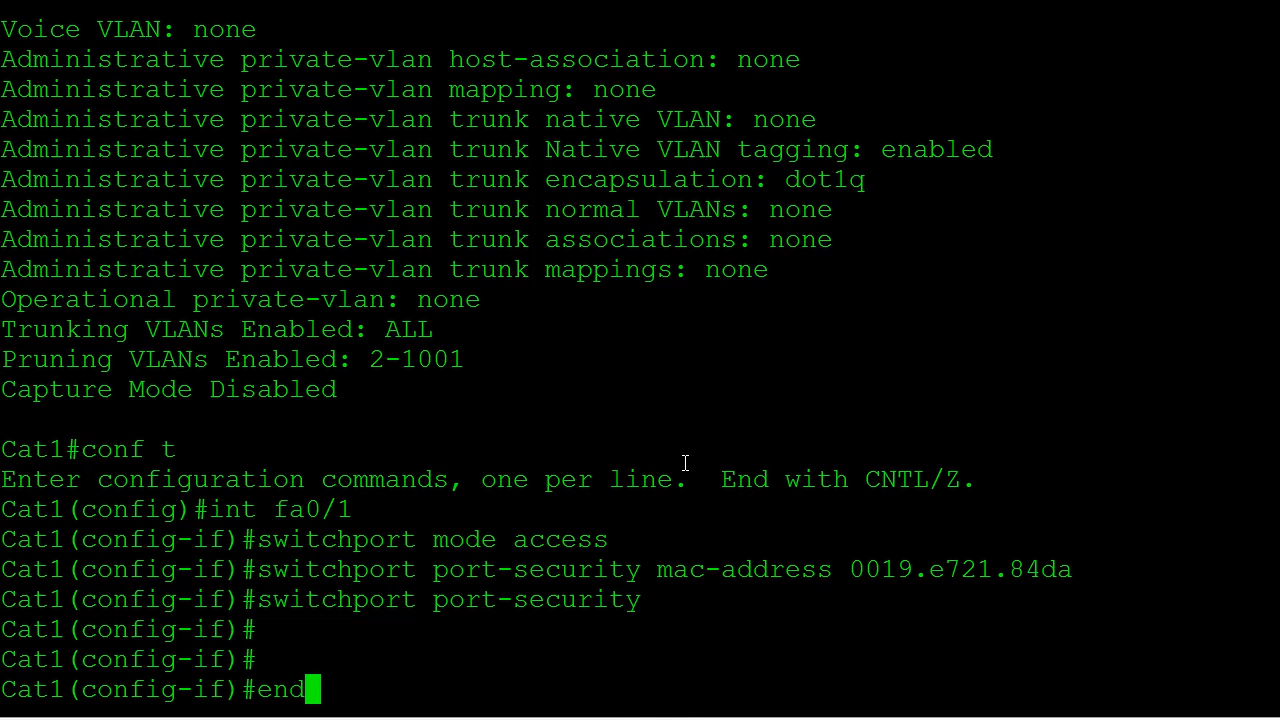 Voice VLAN: none
Administrative private-vlan host-association: none
Administrative private-vlan mapping: none
Administrative private-vlan trunk native VLAN: none
Administrative private-vlan trunk Native VLAN tagging: enabled
Administrative private-vlan trunk encapsulation: dot1q
Administrative private-vlan trunk normal VLANs: none
Administrative private-vlan trunk associations: none
Administrative private-vlan trunk mappings: none
Operational private-vlan: none
Trunking VLANs Enabled: ALL
Pruning VLANs Enabled: 2-1001
Capture Mode Disabled
Cat1#conf t
Enter configuration commands, one per line.  End with CNTL/Z.
Cat1(config)#int fa0/1
Cat1(config-if)#switchport mode access
Cat1(config-if)#switchport port-security mac-address 0019.e721.84da
Cat1(config-if)#switchport port-security
Cat1(config-if)#
Cat1(config-if)#
Cat1(config-if)#end